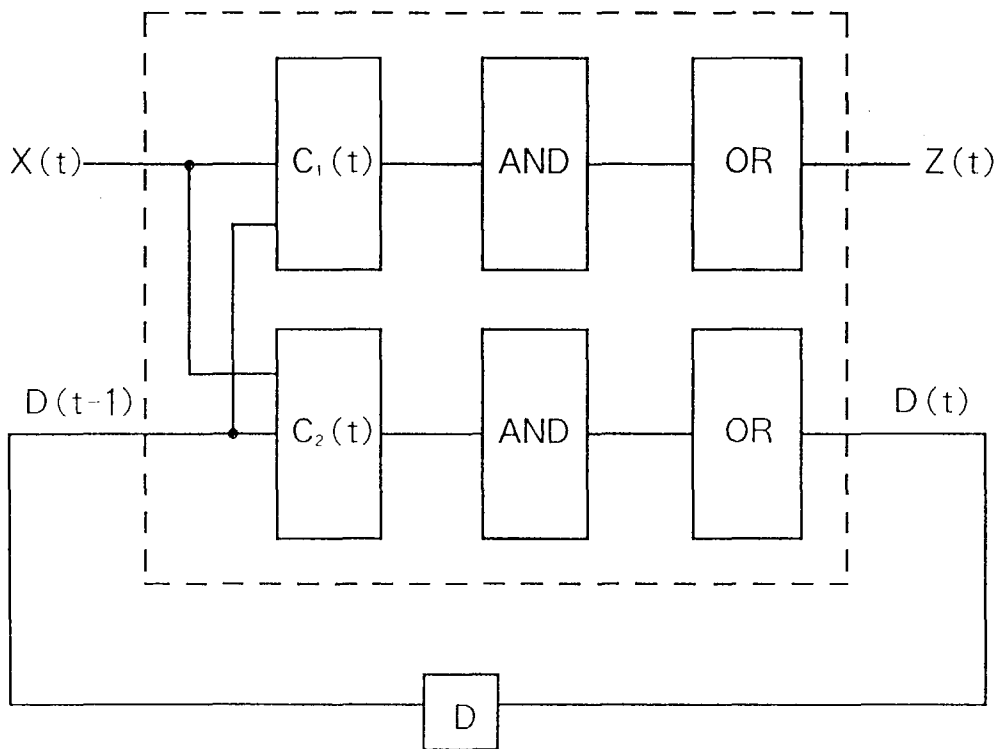 X(t)
C₁(t)
AND
OR
Z(t)
D(t-1)
C₂(t)
AND
OR
D(t)
D